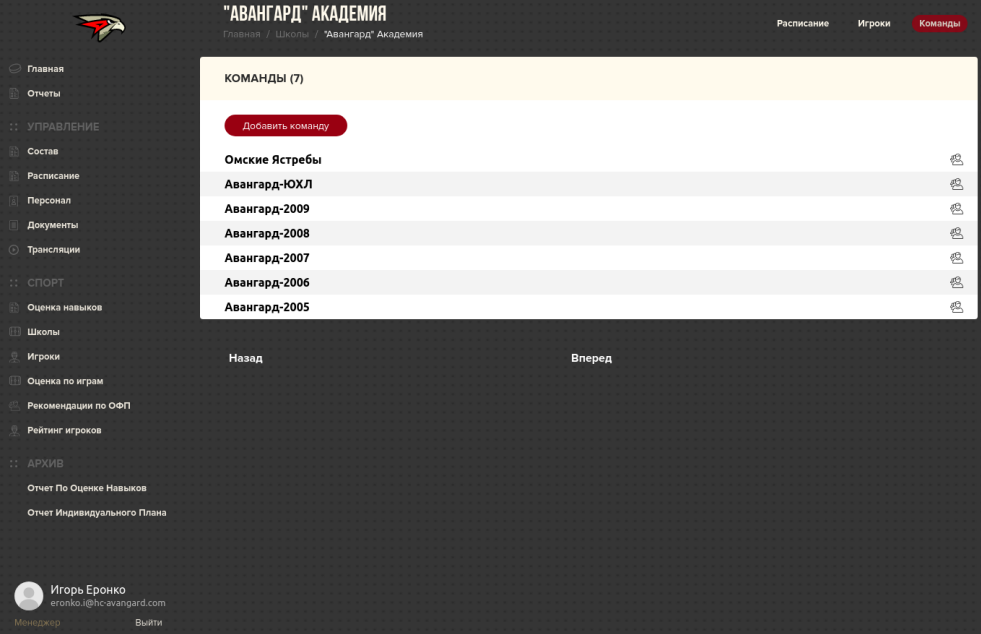 "АВАНГАРД" АКАДЕМИЯ
Главная / Школы / "Авангард" Академия
Расписание Игроки Команды
Главная
Отчеты
УПРАВЛЕНИЕ
Состав
Расписание
Персонал
Документы
Трансляции
СПОРТ
Оценка навыков
Школы
Игроки
Оценка по играм
Рекомендации по ОФП
Рейтинг игроков
АРХИВ
Отчет По Оценке Навыков
Отчет Индивидуального Плана
Игорь Еронко
eronko.i@hc-avangard.com
Менеджер Выйти
КОМАНДЫ (7)
Добавить команду
Омские Ястребы
Авангард-ЮХЛ
Авангард-2009
Авангард-2008
Авангард-2007
Авангард-2006
Авангард-2005
Назад Вперед